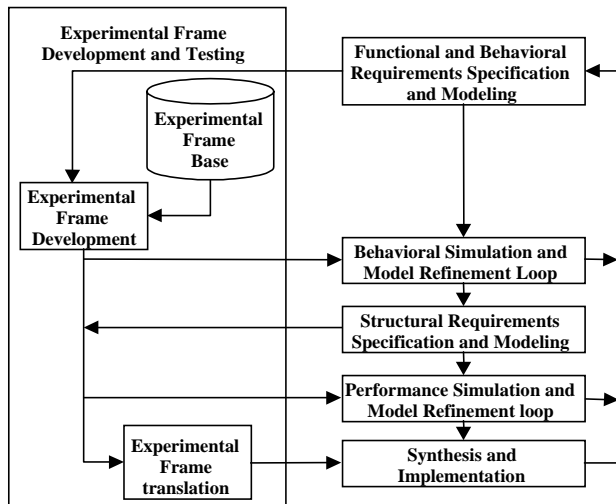 Experimental Frame
Development and Testing
Functional and Behavioral
Requirements Specification
and Modeling
Experimental
Frame
Base
Experimental
Frame
Development
Behavioral Simulation and
Model Refinement Loop
Structural Requirements
Specification and Modeling
Performance Simulation and
Model Refinement loop
Experimental
Frame
translation
Synthesis and
Implementation